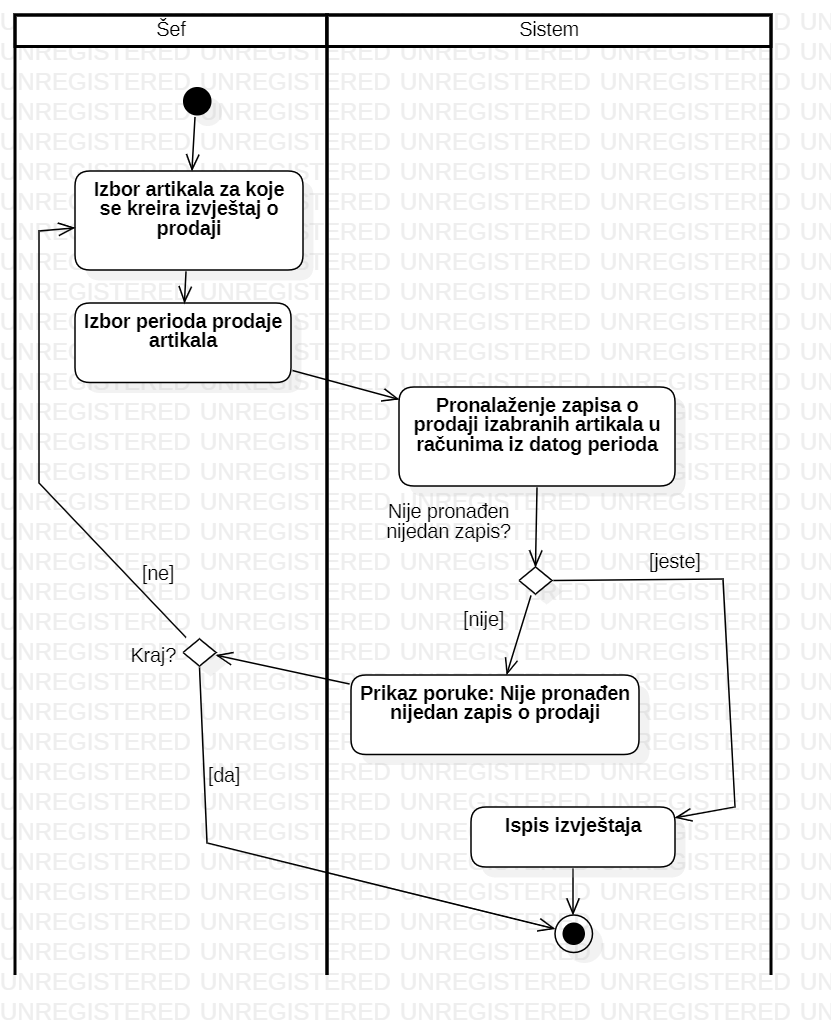 Šef
Sistem
Izbor artikala za koje
se kreira izvještaj o
prodaji
Izbor perioda prodaje
artikala
Pronalaženje zapisa o
prodaji izabranih artikala u
računima iz datog perioda
Nije pronađen
nijedan zapis?
[jeste]
[ne]
[nije]
Kraj?
Prikaz poruke: Nije pronađen
nijedan zapis o prodaji
[da]
Ispis izvještaja
UNREGISTERED